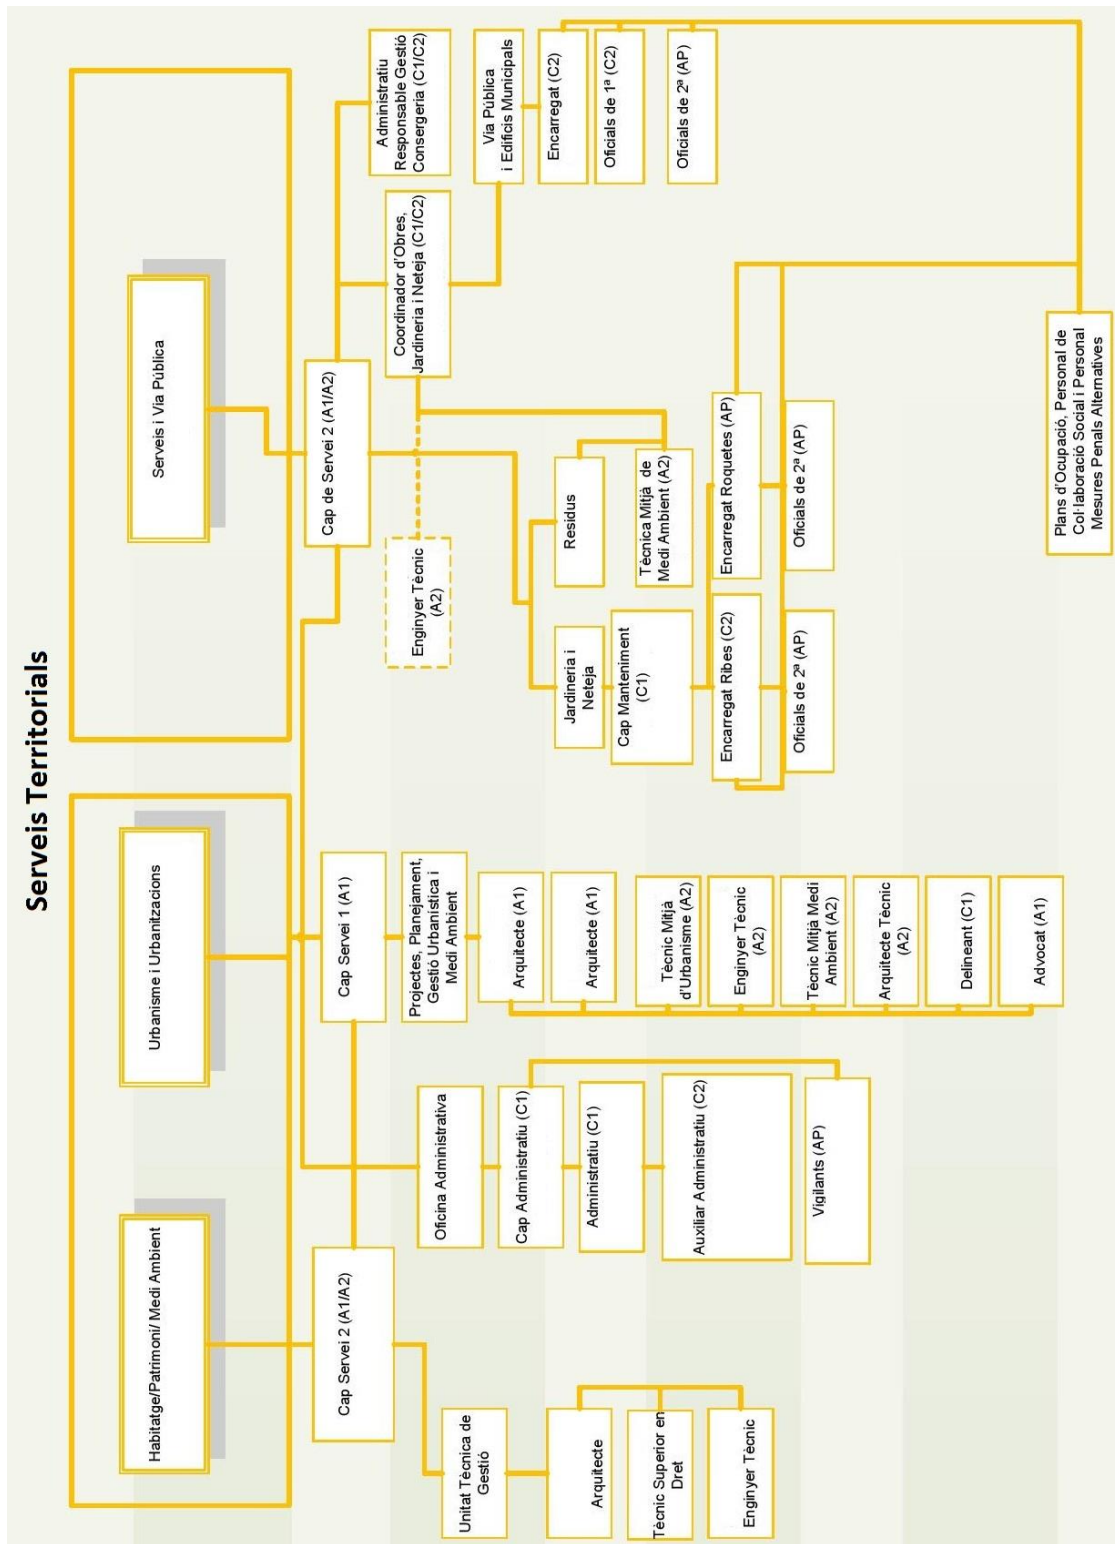 Serveis Territorials
Habitatge/Patrimoni/ Medi Ambient
Urbanisme i Urbanitzacions
Serveis i Via Pública
Cap Servei 2 (A1/A2)
Cap Servei 1 (A1)
Cap de Servei 2 (A1/A2)
Unitat Tècnica de
Gestió
Arquitecte
Tècnic Superior en
Dret
Enginyer Tècnic
Oficina Administrativa
Cap Administratiu (C1)
Administratiu (C1)
Auxiliar Administratiu (C2)
Vigilants (AP)
Projectes, Planejament,
Gestió Urbanística i
Medi Ambient
Arquitecte (A1)
Arquitecte (A1)
Tècnic Mitjà
d'Urbanisme (A2)
Enginyer Tècnic
(A2)
Tècnic Mitjà Medi
Ambient (A2)
Arquitecte Tècnic
(A2)
Delineant (C1)
Advocat (A1)
Enginyer Tècnic
(A2)
Coordinador d'Obres,
Jardineria i Neteja (C1/C2)
Administratiu
Responsable Gestió
Consergeria (C1/C2)
Jardineria i
Neteja
Cap Manteniment
(C1)
Residus
Tècnica Mitjà de
Medi Ambient (A2)
Encarregat Ribes (C2)
Encarregat Roquetes (AP)
Oficials de 2ª (AP)
Oficials de 2ª (AP)
Via Pública
i Edificis Municipals
Encarregat (C2)
Oficials de 1ª (C2)
Oficials de 2ª (AP)
Plans d'Ocupació, Personal de
Col·laboració Social i Personal
Mesures Penals Alternatives